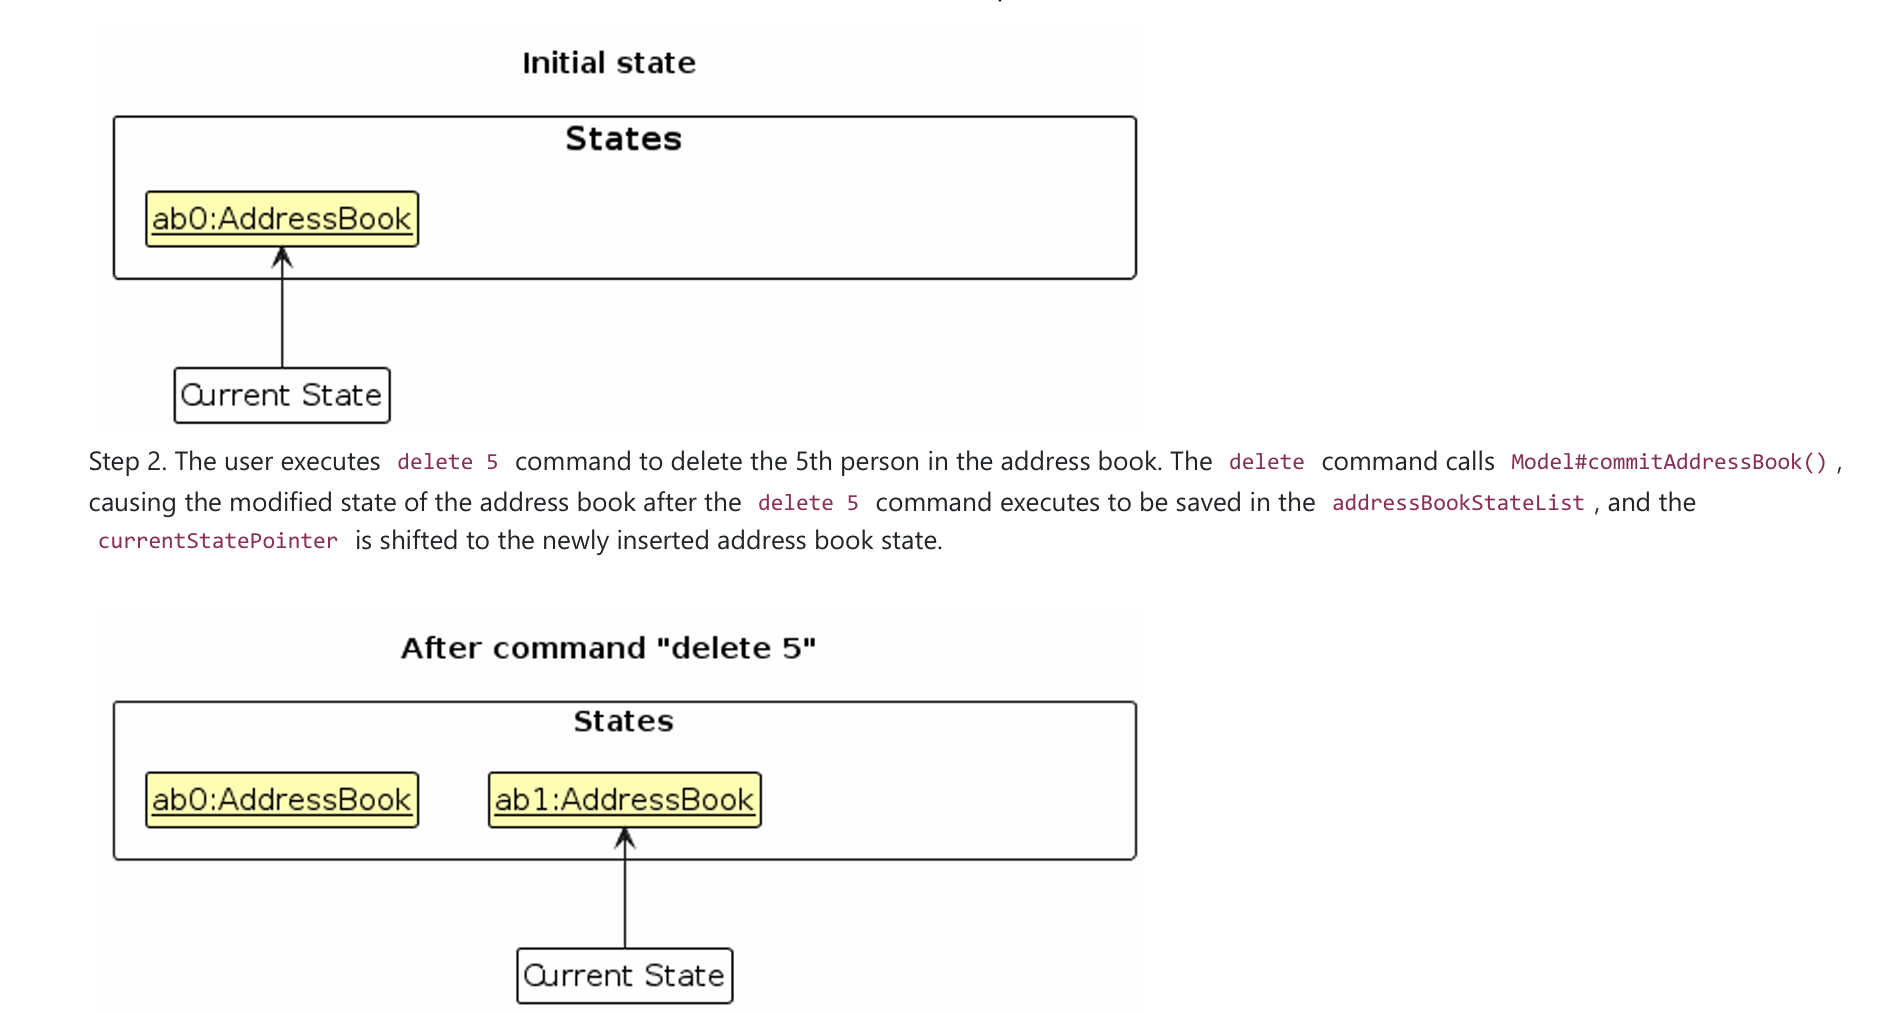 Initial state
States
ab0:AddressBook
Current State
Step 2. The user executes delete 5 command to delete the 5th person in the address book. The delete command calls Model#commitAddressBook() ,
causing the modified state of the address book after the delete 5 command executes to be saved in the addressBookStateList , and the
currentStatePointer is shifted to the newly inserted address book state.
After command "delete 5"
States
ab0:AddressBook ab1:AddressBook
Current State